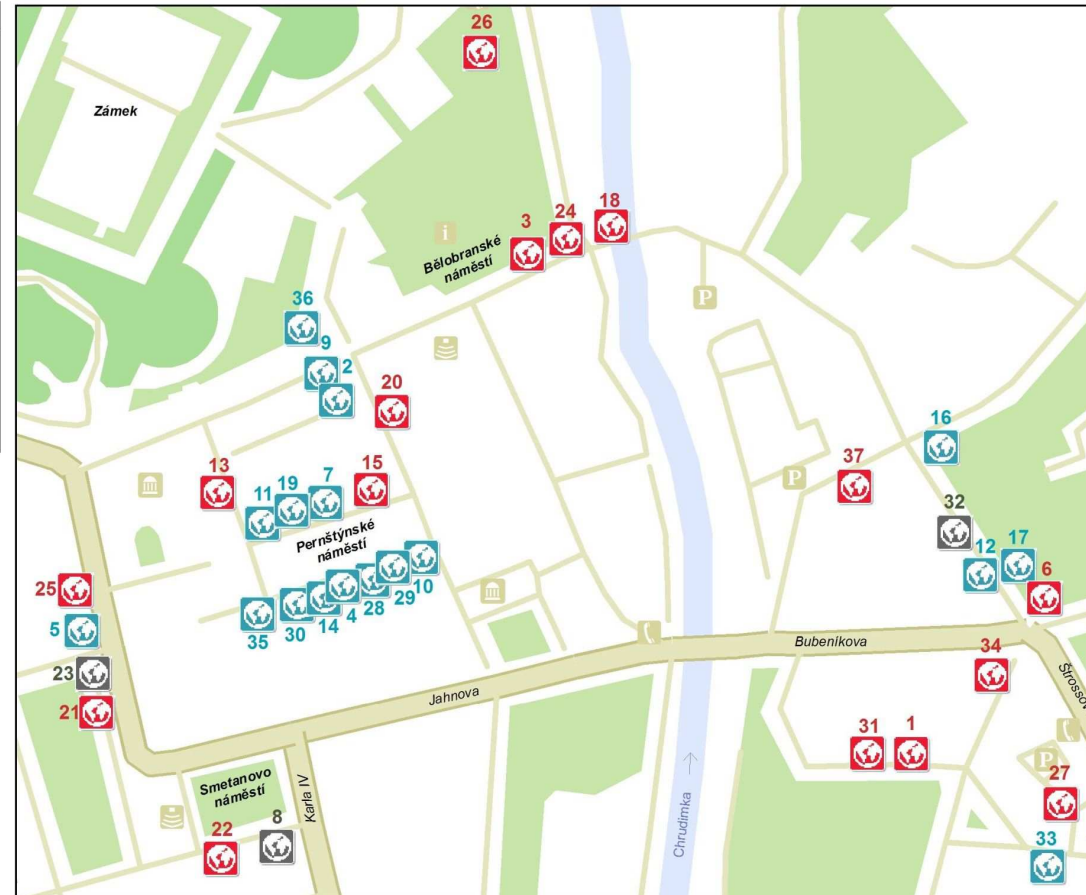 26
Zámek
18
24
3
i
Bělobranské
náměstí
P
36
9
2
20
16
13
15
37
P
7
19
11
32
Pernštýnské
náměstí
17
12
6
25
10
29
28
4
14
30
35
5
Bubeníkova
34
23
Jahnova
21
31
1
P
Smetanovo
náměstí
Karla IV
8
22
Chrudimka
27
33